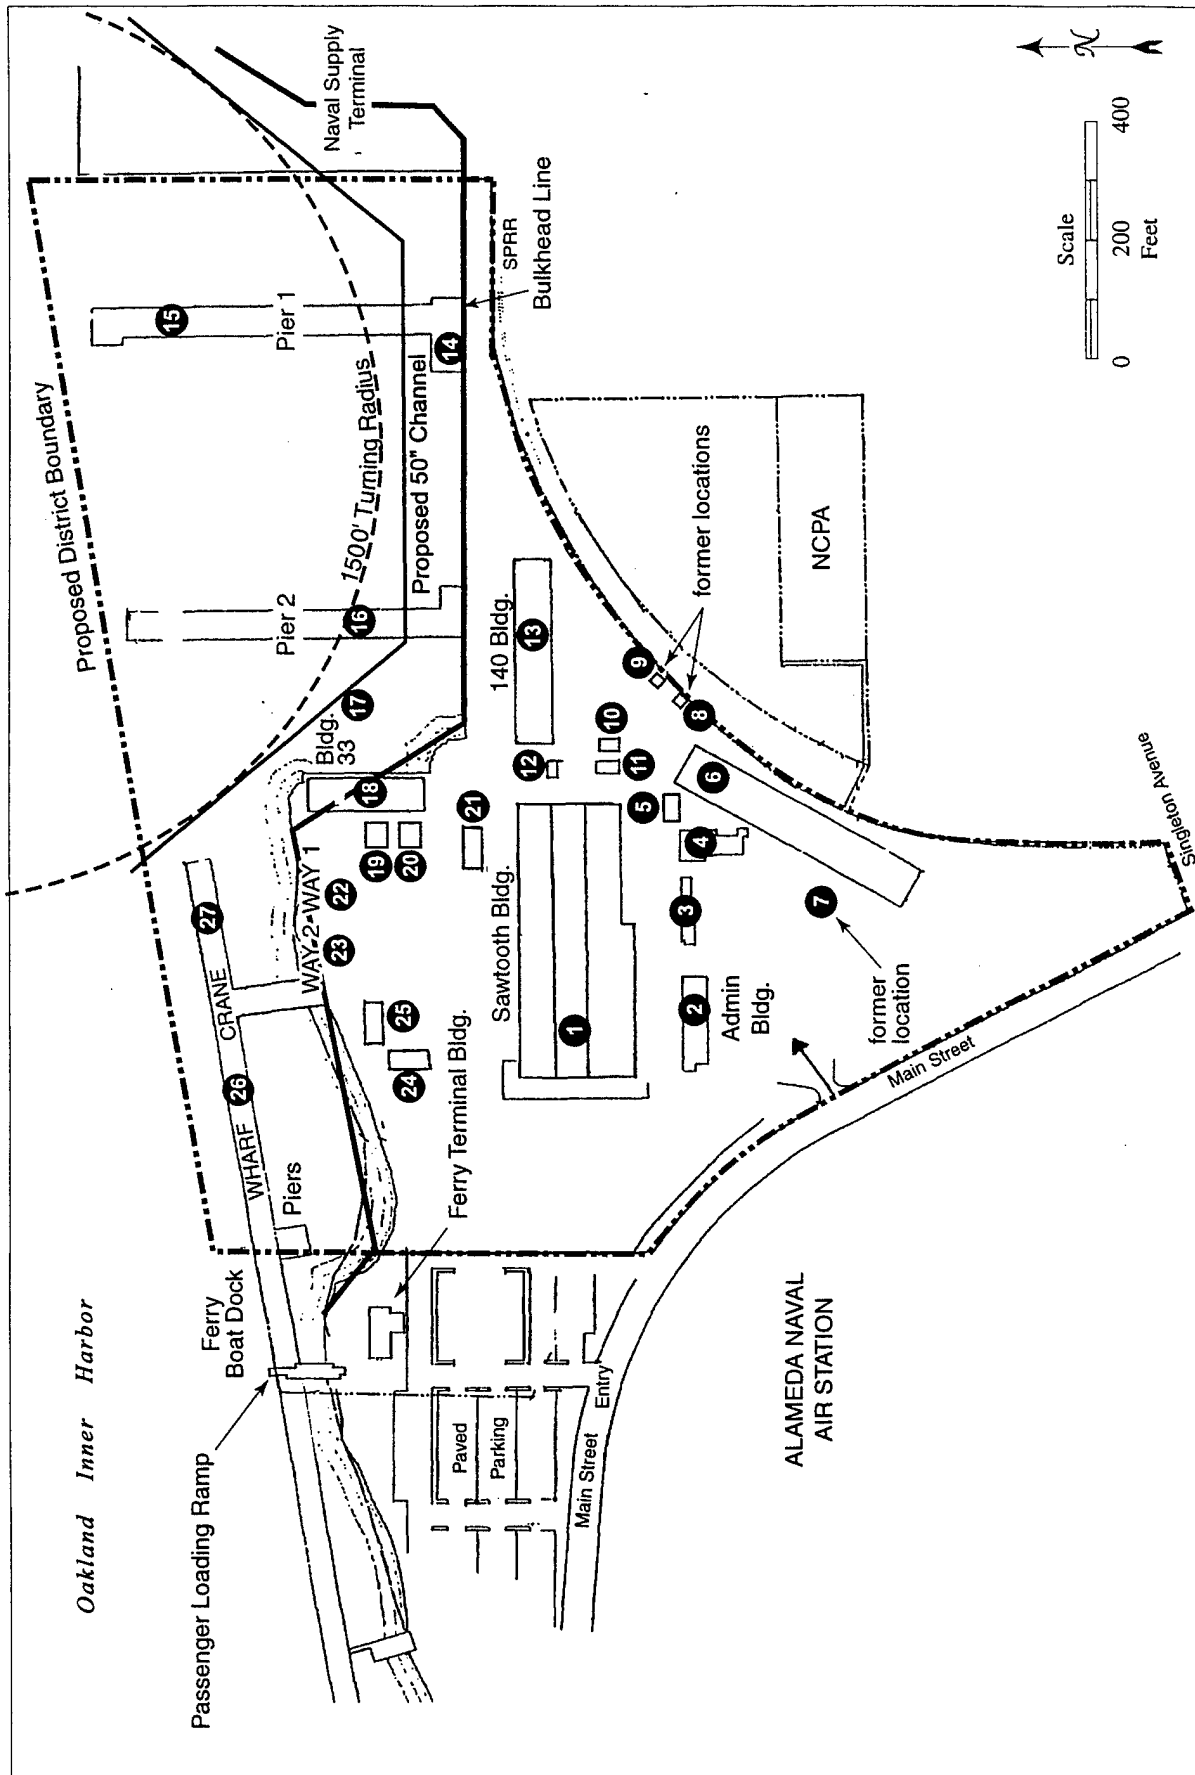 Oakland Inner Harbor
Passenger Loading Ramp
Ferry
Boat Dock
Piers
WHARF
CRANE
26
27
Proposed District Boundary
Naval Supply
Terminal
15
Pier 1
14
1500' Turning Radius
Proposed 50" Channel
Pier 2
16
17
Bldg.
33
18
WAY 2
WAY 1
19
20
21
22
23
24
25
Ferry Terminal Bldg.
Bulkhead Line
SPRR
140 Bldg.
13
12
10
11
9
8
former locations
NCPA
Sawtooth Bldg.
1
5
6
4
3
2
Admin
Bldg.
7
former
location
Paved
Parking
Entry
Main Street
Main Street
Singleton Avenue
ALAMEDA NAVAL
AIR STATION
Scale
0 200 400
Feet
N